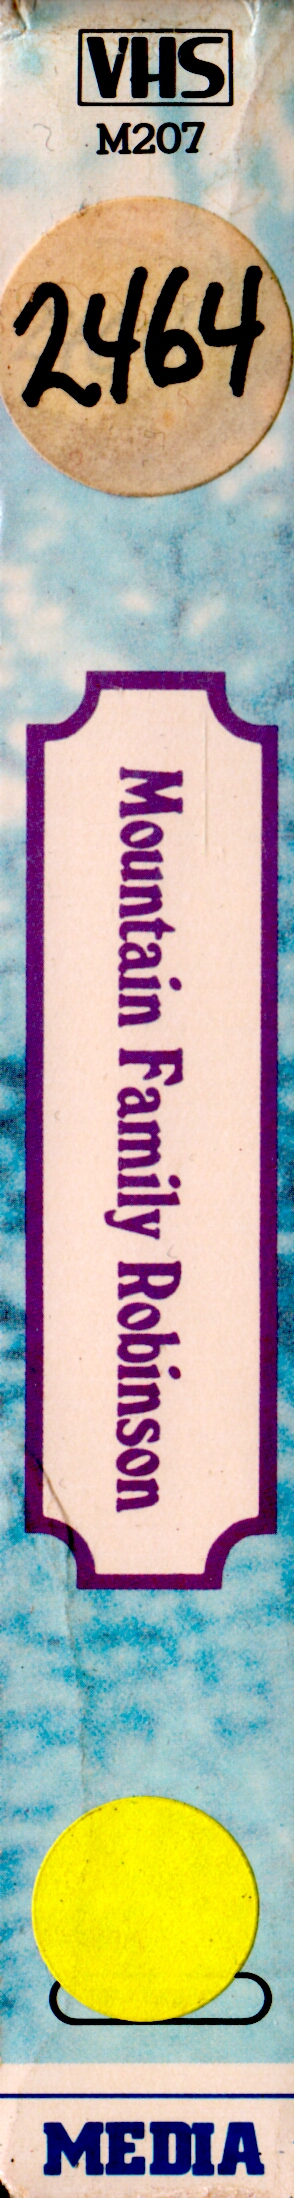 VHS
M207
2464
Mountain Family Robinson
MEDIA